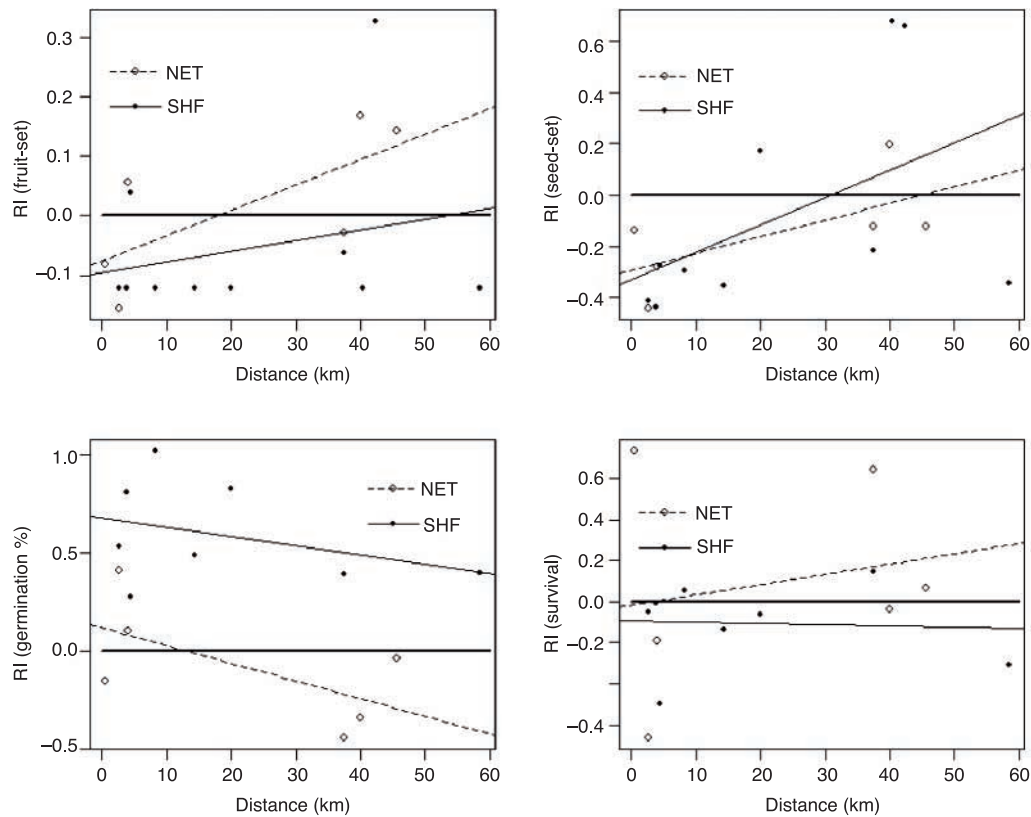 RI (fruit-set)
0.3
0.2
0.1
0.0
−0.1
NET
SHF
0 10 20 30 40 50 60
Distance (km)
RI (seed-set)
0.6
0.4
0.2
0.0
−0.2
−0.4
NET
SHF
0 10 20 30 40 50 60
Distance (km)
RI (germination %)
1.0
0.5
0.0
−0.5
NET
SHF
0 10 20 30 40 50 60
Distance (km)
RI (survival)
0.6
0.4
0.2
0.0
−0.2
−0.4
NET
SHF
0 10 20 30 40 50 60
Distance (km)